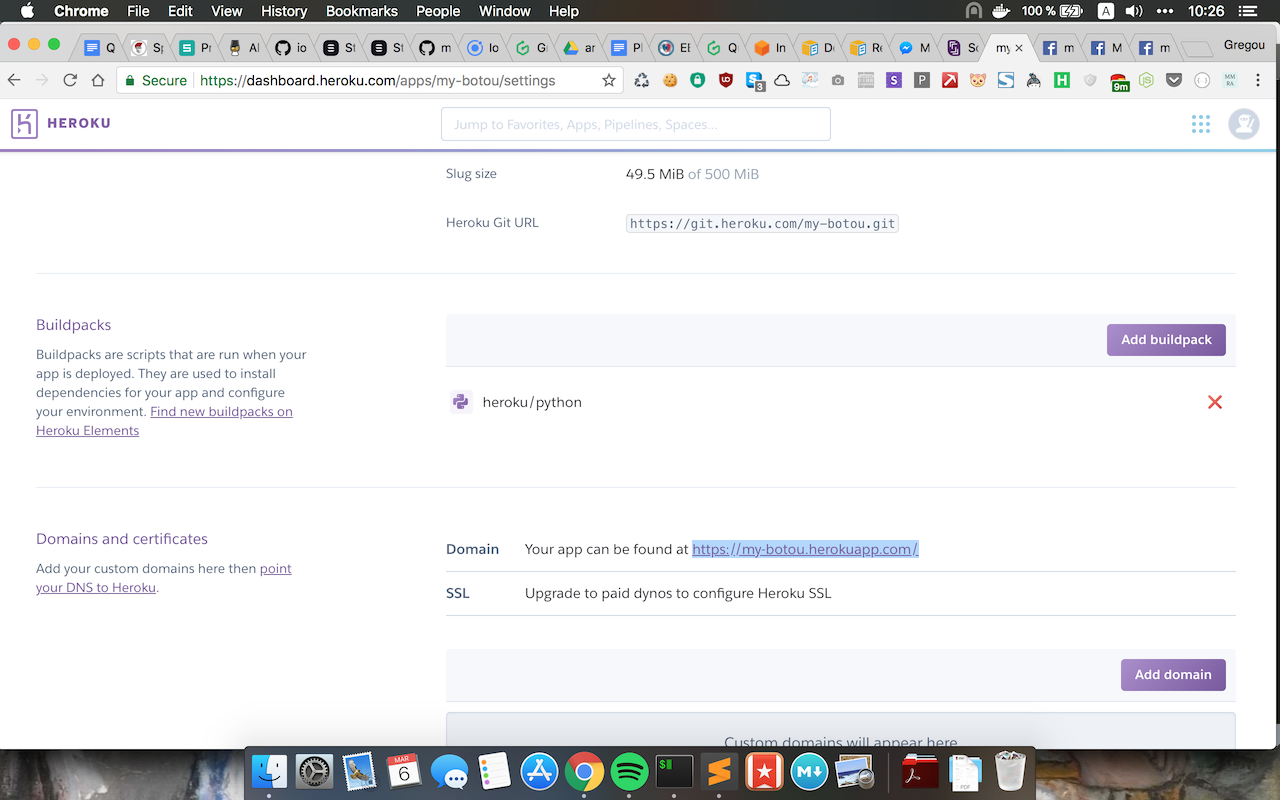 Chrome File Edit View History Bookmarks People Window Help 100 % A 10:26
Q Sp Pr Al io St St m Io G ar Pl EE Q In D Re M Sc my m M m Gregou
Secure https://dashboard.heroku.com/apps/my-botou/settings
3 S P S H 9m MM RA
HEROKU Jump to Favorites, Apps, Pipelines, Spaces...
Slug size 49.5 MiB of 500 MiB
Heroku Git URL https://git.heroku.com/my-botou.git
Buildpacks
Buildpacks are scripts that are run when your
app is deployed. They are used to install
dependencies for your app and configure
your environment. Find new buildpacks on
Heroku Elements
Add buildpack
heroku/python
Domains and certificates
Add your custom domains here then point
your DNS to Heroku.
Domain Your app can be found at https://my-botou.herokuapp.com/
SSL Upgrade to paid dynos to configure Heroku SSL
Add domain
Custom domains will appear here
MAR
6
$
M
PDF